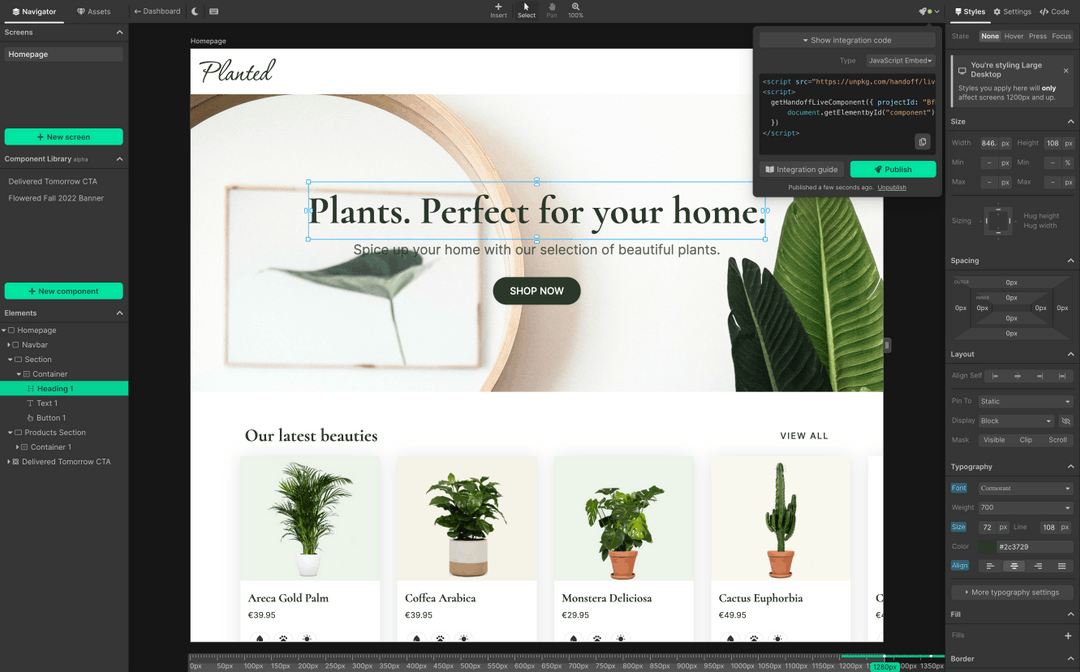 Navigator
Assets
Dashboard
Insert
Select
Pan
100%
Styles
Settings
Code
Screens
Homepage
New screen
Component Library alpha
Delivered Tomorrow CTA
Flowered Fall 2022 Banner
New component
Elements
Homepage
Navbar
Section
Container
Heading 1
Text 1
Button 1
Products Section
Container 1
Delivered Tomorrow CTA
Homepage
Planted
Plants. Perfect for your home.
Spice up your home with our selection of beautiful plants.
SHOP NOW
Our latest beauties
VIEW ALL
Areca Gold Palm
€39.95
Coffea Arabica
€39.95
Monstera Deliciosa
€29.95
Cactus Euphorbia
€49.95
C
€
0px 50px 100px 150px 200px 250px 300px 350px 400px 450px 500px 550px 600px 650px 700px 750px 800px 850px 900px 950px 1000px 1050px 1100px 1150px 1200px 1280px 1300px 1350px
Show integration code
Type JavaScript Embed
<script src="https://unpkg.com/handoff/liv
<script>
getHandoffLiveComponent({ projectId: "Bf
document.getElementbyId("component")
})
</script>
Integration guide
Publish
Published a few seconds ago. Unpublish
State None Hover Press Focus
You're styling Large
Desktop
Styles you apply here will only
affect screens 1200px and up.
Size
Width 846. px Height 108 px
Min – px Min – %
Max – px Max – px
Sizing
Hug height
Hug width
Spacing
OUTER
0px
INNER
0px
0px 0px 0px 0px
0px
0px
Layout
Align Self
Pin To Static
Display Block
Mask Visible Clip Scroll
Typography
Font Cormorant
Weight 700
Size 72 px Line 108 px
Color #2c3729
Align
More typography settings
Fill
Fills
Border